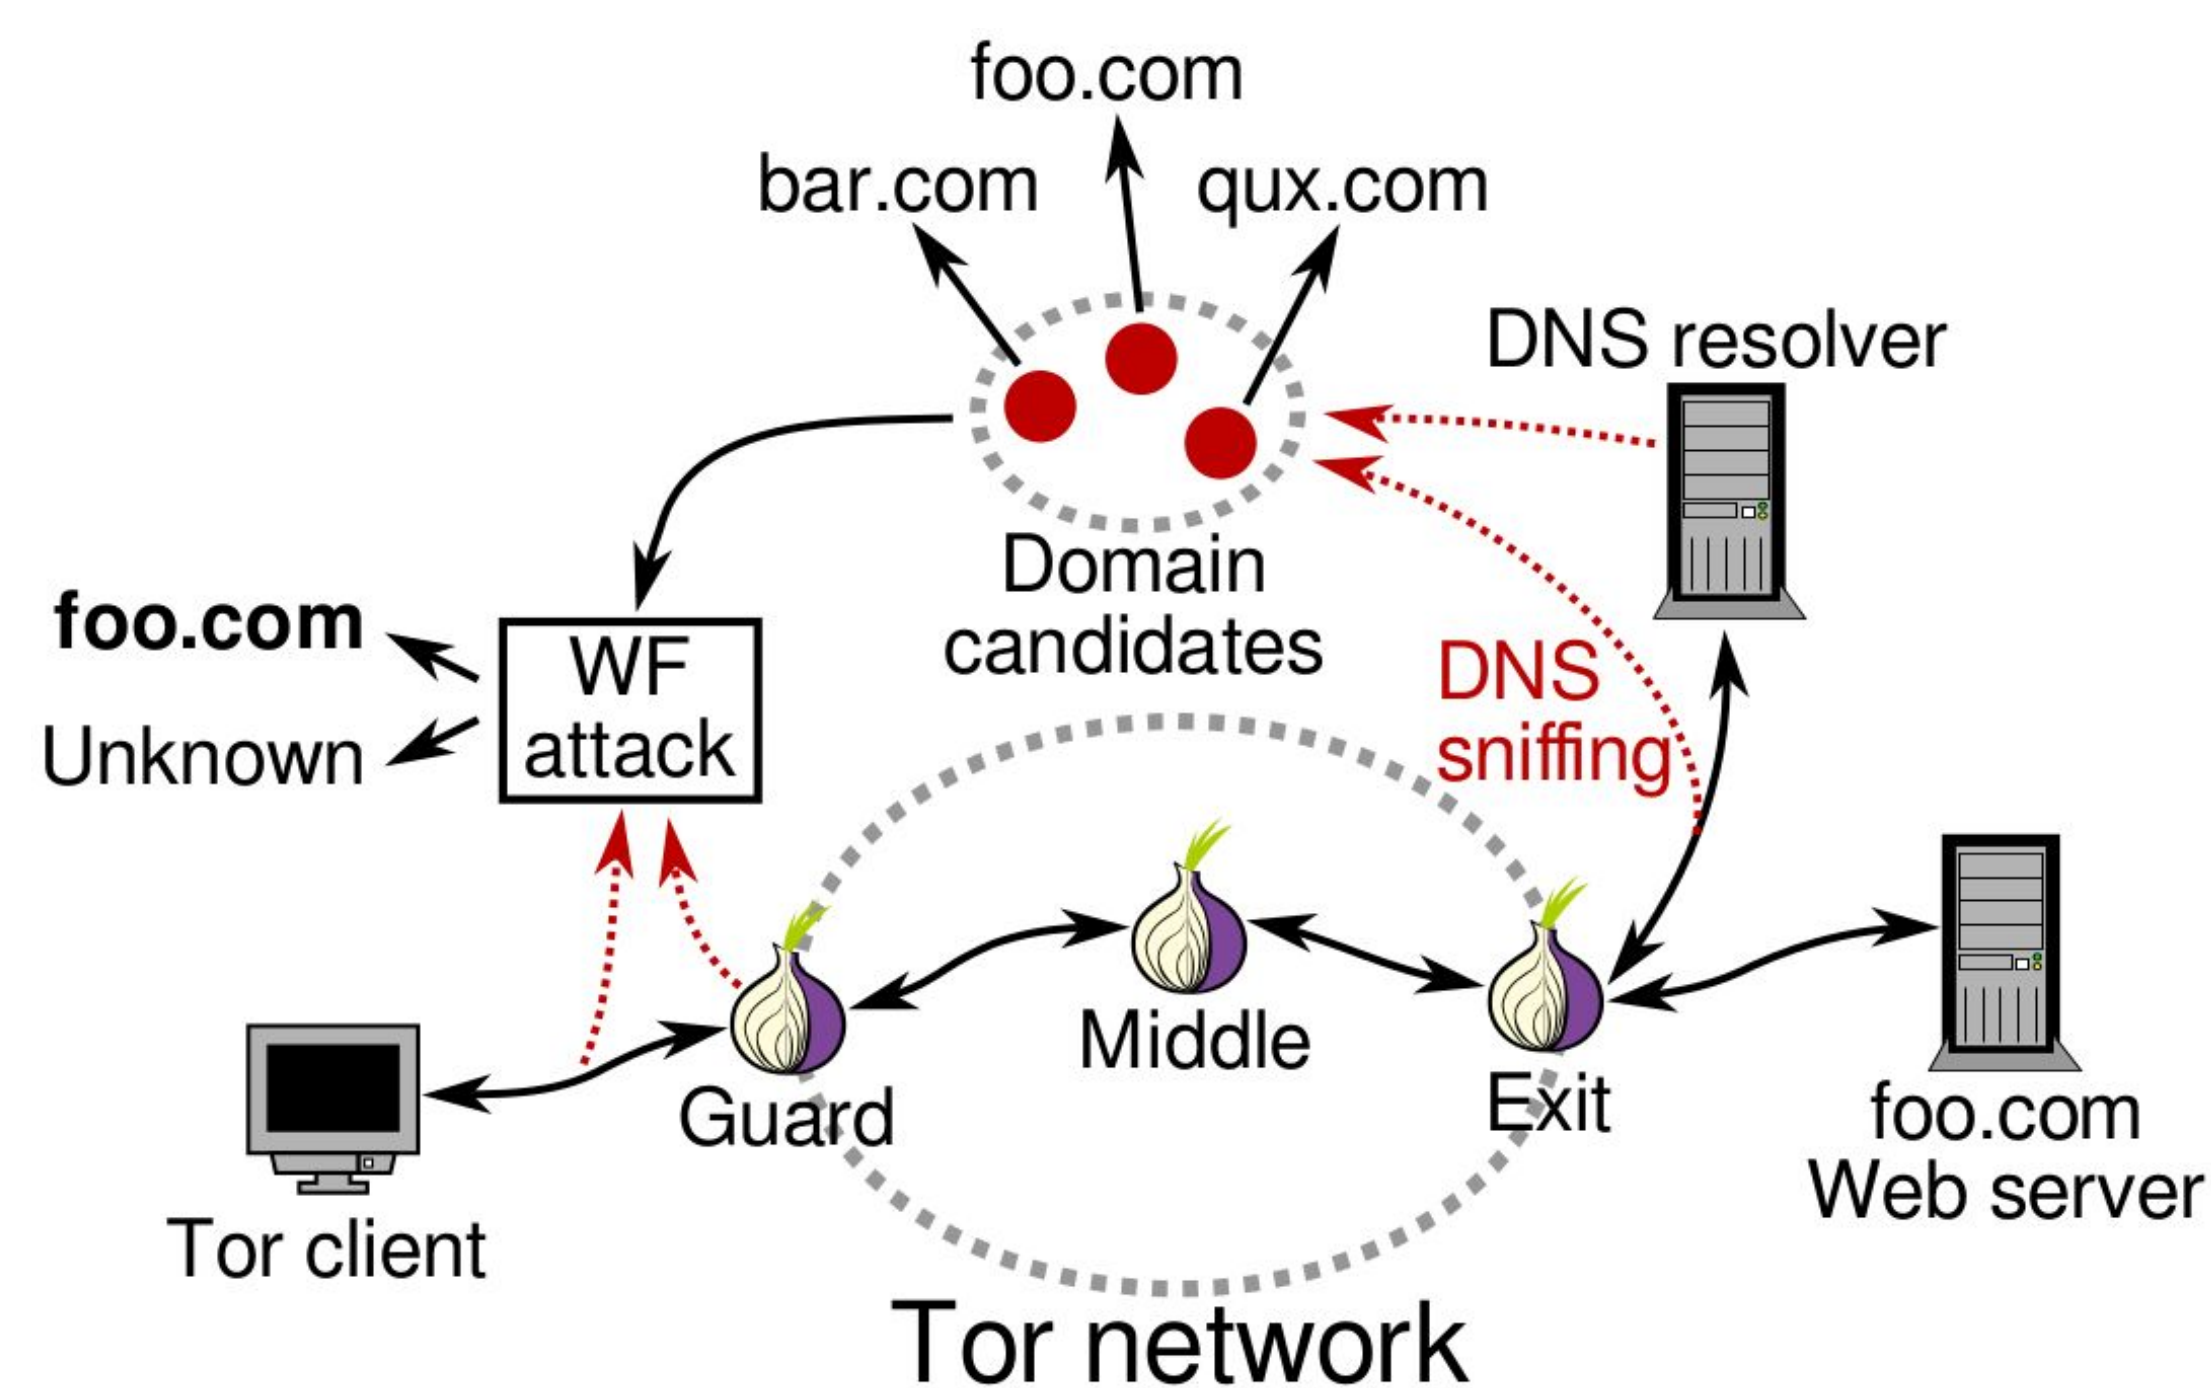 foo.com
bar.com
qux.com
DNS resolver
Domain
candidates
DNS
sniffing
foo.com
Unknown
WF
attack
Guard
Middle
Exit
Tor client
foo.com
Web server
Tor network